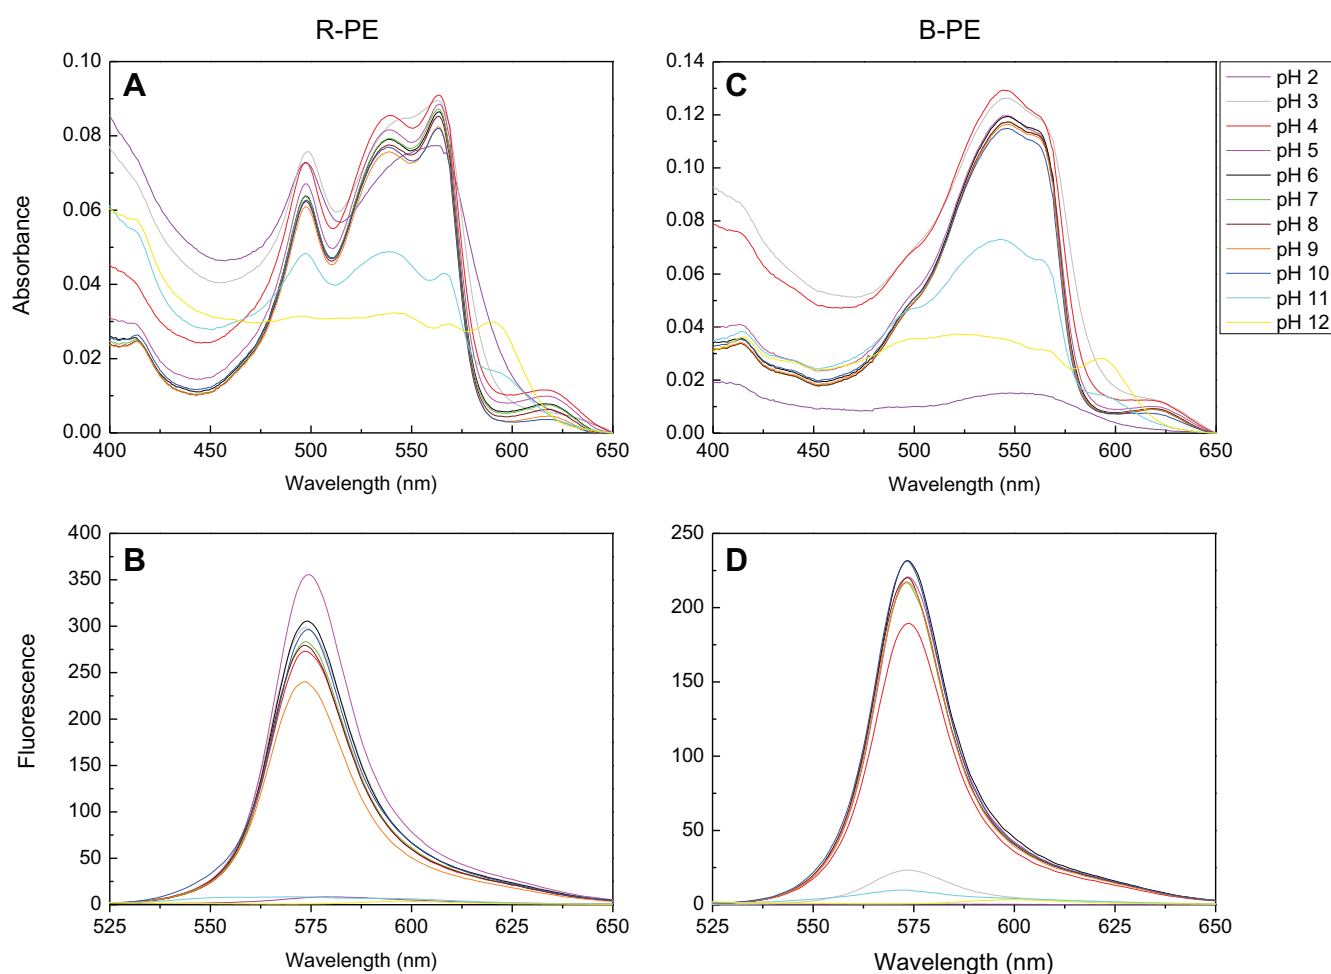 R-PE
B-PE
A
0.10
0.08
0.06
0.04
0.02
0.00
400
450
500
550
600
650
Absorbance
Wavelength (nm)
C
0.14
0.12
0.10
0.08
0.06
0.04
0.02
0.00
400
450
500
550
600
650
Wavelength (nm)
pH 2
pH 3
pH 4
pH 5
pH 6
pH 7
pH 8
pH 9
pH 10
pH 11
pH 12
B
400
350
300
250
200
150
100
50
0
525
550
575
600
625
650
Fluorescence
Wavelength (nm)
D
250
200
150
100
50
0
525
550
575
600
625
650
Wavelength (nm)